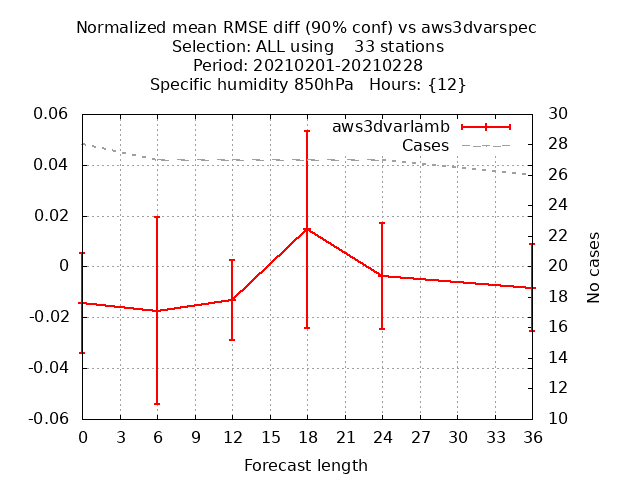 Normalized mean RMSE diff (90% conf) vs aws3dvarspec
Selection: ALL using    33 stations
Period: 20210201-20210228
Specific humidity 850hPa   Hours: {12}
aws3dvarlamb
Cases
0.06
0.04
0.02
0
-0.02
-0.04
-0.06
30
28
26
24
22
20
18
16
14
12
10
No cases
0 3 6 9 12 15 18 21 24 27 30 33 36
Forecast length